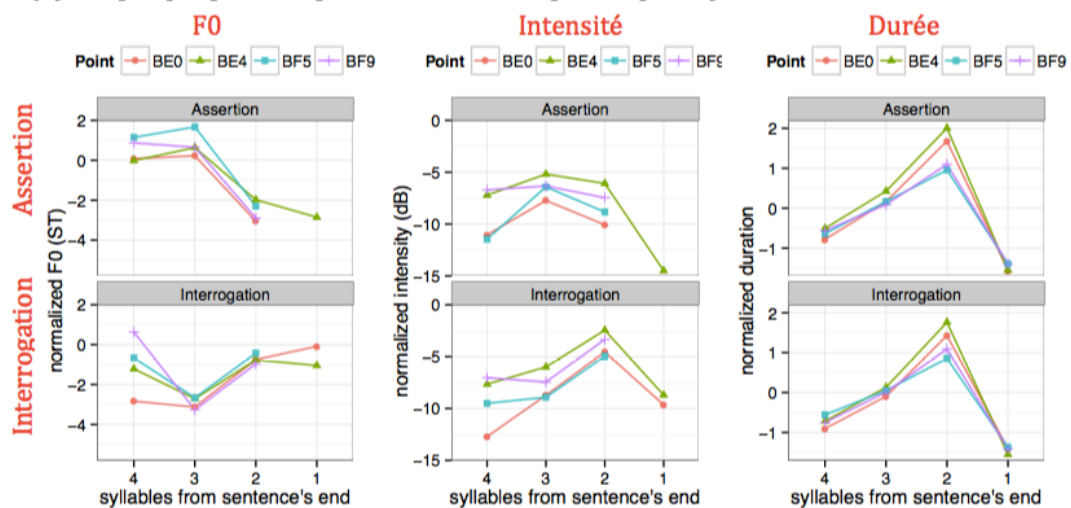 F0 Intensité Durée
Point BE0 BE4 BF5 BF9 Point BE0 BE4 BF5 BF9 Point BE0 BE4 BF5 BF9
Assertion
Interrogation
normalized F0 (ST)
Assertion
2
0
−2
−4
Interrogation
2
0
−2
−4
4 3 2 1
syllables from sentence's end
normalized intensity (dB)
Assertion
0
−5
−10
−15
Interrogation
0
−5
−10
−15
4 3 2 1
syllables from sentence's end
normalized duration
Assertion
2
1
0
−1
Interrogation
2
1
0
−1
4 3 2 1
syllables from sentence's end